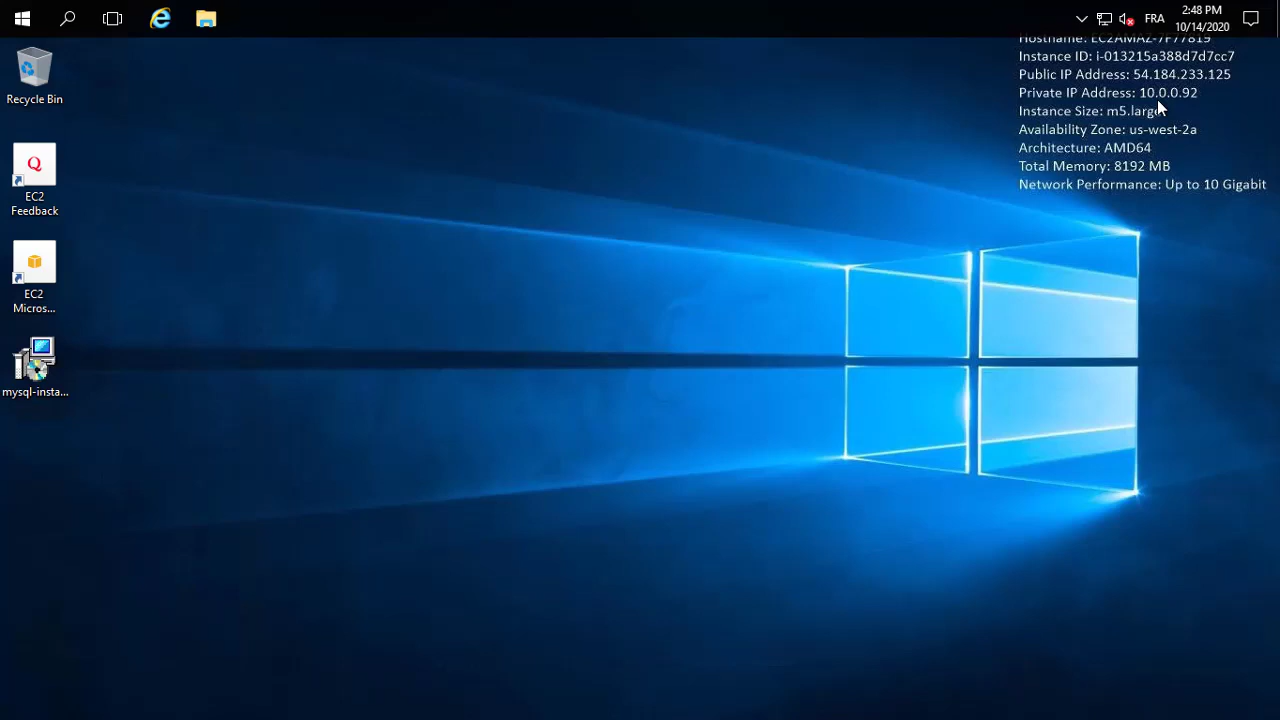 FRA
2:48 PM
10/14/2020
Hostname: EC2AMAZ-7F77819
Instance ID: i-013215a388d7d7cc7
Public IP Address: 54.184.233.125
Private IP Address: 10.0.0.92
Instance Size: m5.large
Availability Zone: us-west-2a
Architecture: AMD64
Total Memory: 8192 MB
Network Performance: Up to 10 Gigabit
Recycle Bin
EC2
Feedback
EC2
Micros...
mysql-insta...